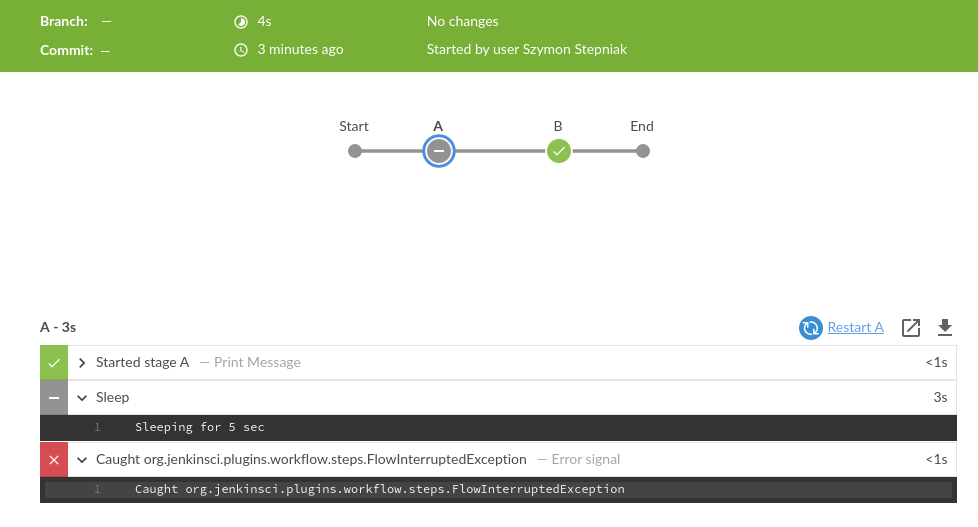 Branch: — 4s No changes
Commit: — 3 minutes ago Started by user Szymon Stepniak
Start A B End
A - 3s Restart A
Started stage A — Print Message <1s
Sleep 3s
1 Sleeping for 5 sec
Caught org.jenkinsci.plugins.workflow.steps.FlowInterruptedException — Error signal <1s
1 Caught org.jenkinsci.plugins.workflow.steps.FlowInterruptedException